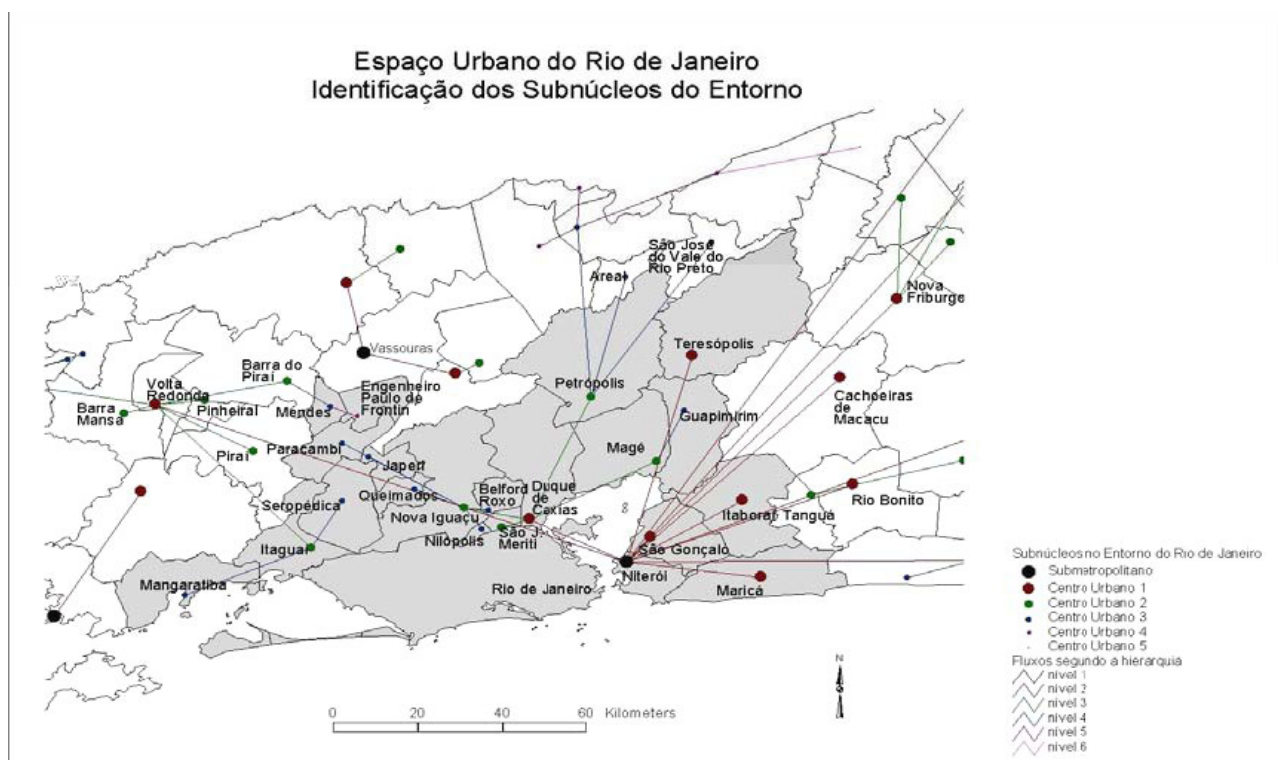 Espaço Urbano do Rio de Janeiro
Identificação dos Subnúcleos do Entorno
São José
do Vale do
Rio Preto
Areal
Nova
Friburgo
Teresópolis
Vassouras
Barra do
Piraí
Engenheiro
Paulo de
Frontin
Petrópolis
Volta
Redonda
Cachoeiras
de
Macacu
Barra
Mansa
Pinheiral
Mendes
Guapimirim
Piraí
Paracambi
Magé
Japeri
Queimados
Belford
Roxo
Duque
de
Caxias
Rio Bonito
Seropédica
Nova Iguaçu
Itaboraí
Tanguá
Nilópolis
São J.
Meriti
São Gonçalo
Itaguaí
Niterói
Mangaratiba
Rio de Janeiro
Maricá
Subnúcleos no Entorno do Rio de Janeiro
Submetropolitano
Centro Urbano 1
Centro Urbano 2
Centro Urbano 3
Centro Urbano 4
Centro Urbano 5
Fluxos segundo a hierarquia
nivel 1
nivel 2
nivel 3
nivel 4
nivel 5
nivel 6
N
0 20 40 60 Kilometers